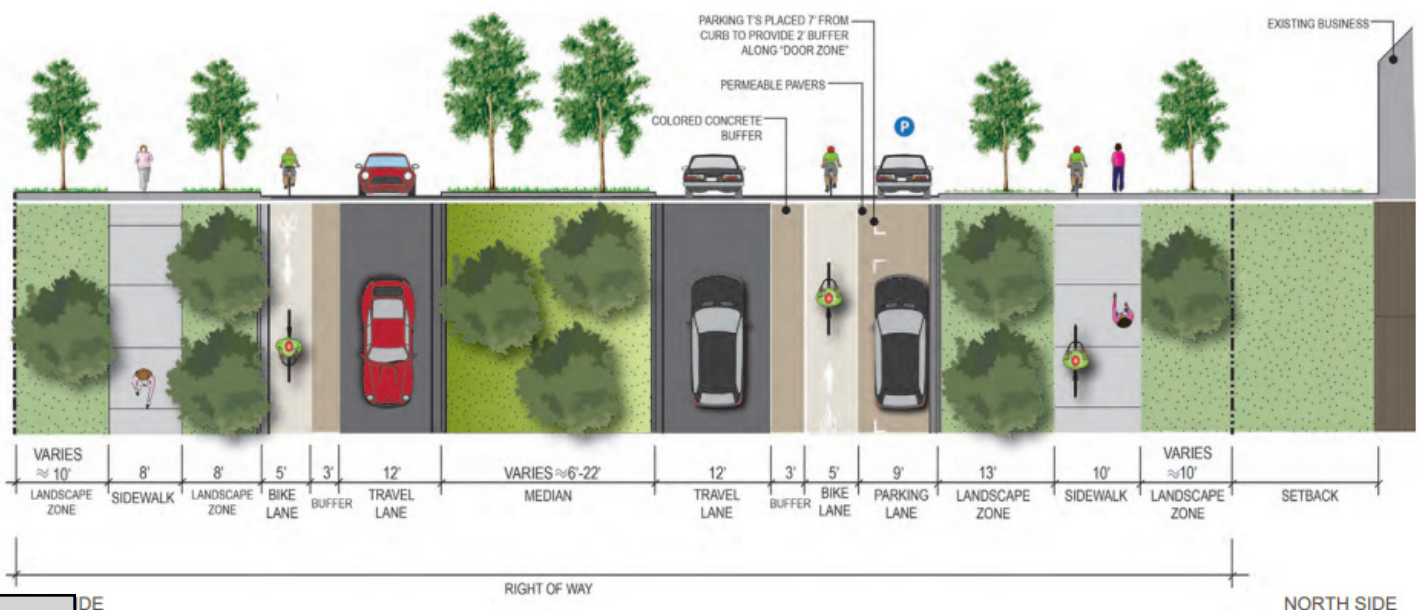 PARKING T'S PLACED 7' FROM
CURB TO PROVIDE 2' BUFFER
ALONG "DOOR ZONE"
EXISTING BUSINESS
PERMEABLE PAVERS
COLORED CONCRETE
BUFFER
P
VARIES
≈ 10'
LANDSCAPE
ZONE
8'
SIDEWALK
8'
LANDSCAPE
ZONE
5'
BIKE
LANE
3'
BUFFER
12'
TRAVEL
LANE
VARIES ≈6'-22'
MEDIAN
12'
TRAVEL
LANE
3'
BUFFER
5'
BIKE
LANE
9'
PARKING
LANE
13'
LANDSCAPE
ZONE
10'
SIDEWALK
VARIES
≈10'
LANDSCAPE
ZONE
SETBACK
RIGHT OF WAY
DE
NORTH SIDE